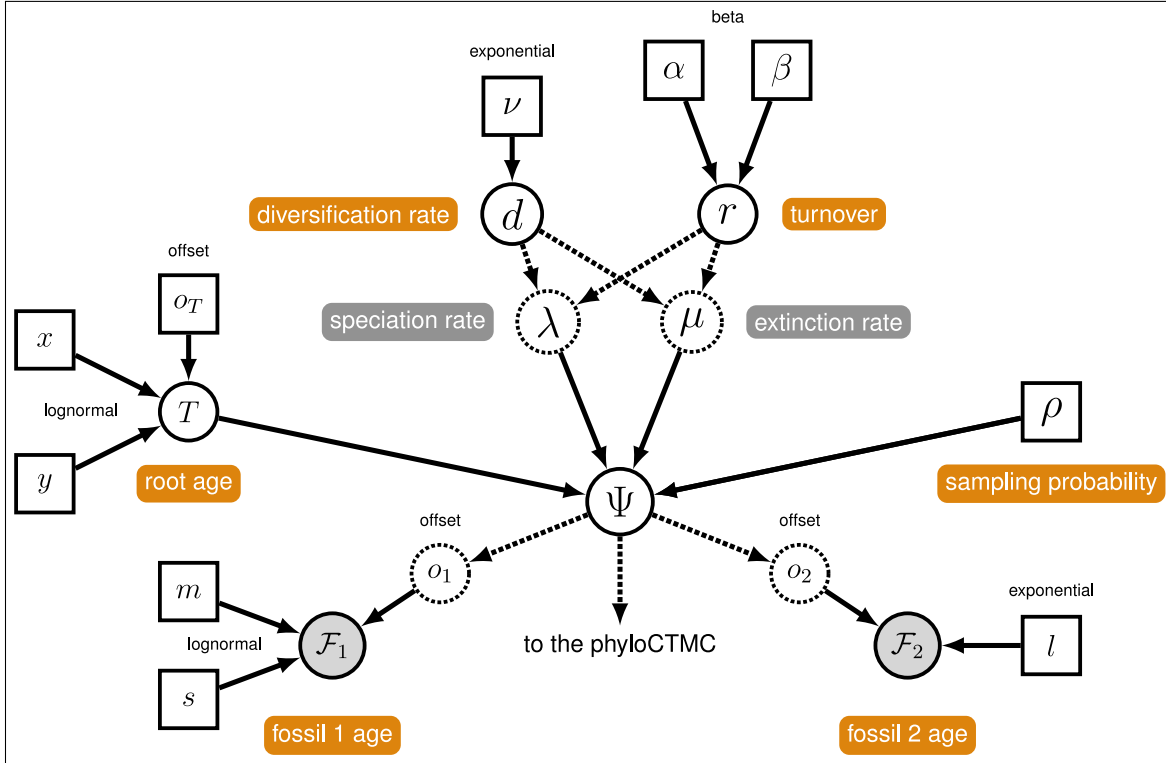 beta
exponential
α
β
ν
diversification rate
d
r
turnover
offset
o_T
speciation rate
λ
μ
extinction rate
x
lognormal
T
ρ
y
root age
sampling probability
Ψ
offset
offset
m
o_1
o_2
exponential
lognormal
F_1
to the phyloCTMC
F_2
l
s
fossil 1 age
fossil 2 age